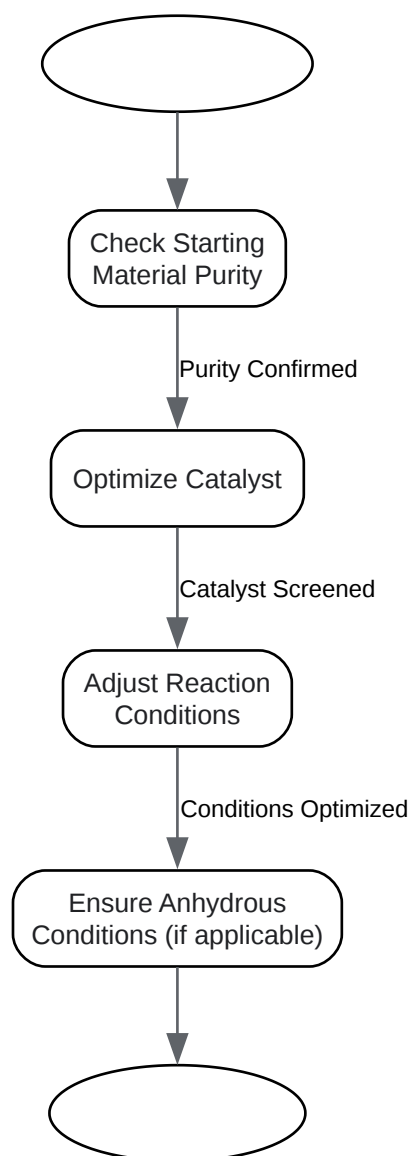 Check Starting
Material Purity
Purity Confirmed
Optimize Catalyst
Catalyst Screened
Adjust Reaction
Conditions
Conditions Optimized
Ensure Anhydrous
Conditions (if applicable)